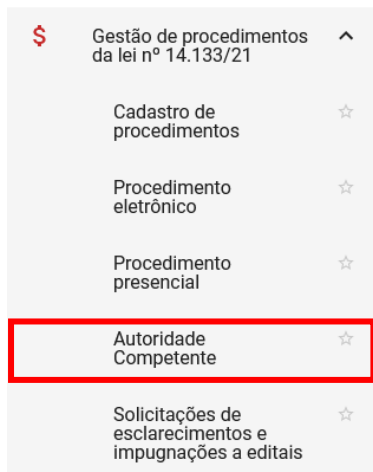 $
Gestão de procedimentos
da lei nº 14.133/21
Cadastro de
procedimentos
Procedimento
eletrônico
Procedimento
presencial
Autoridade
Competente
Solicitações de
esclarecimentos e
impugnações a editais